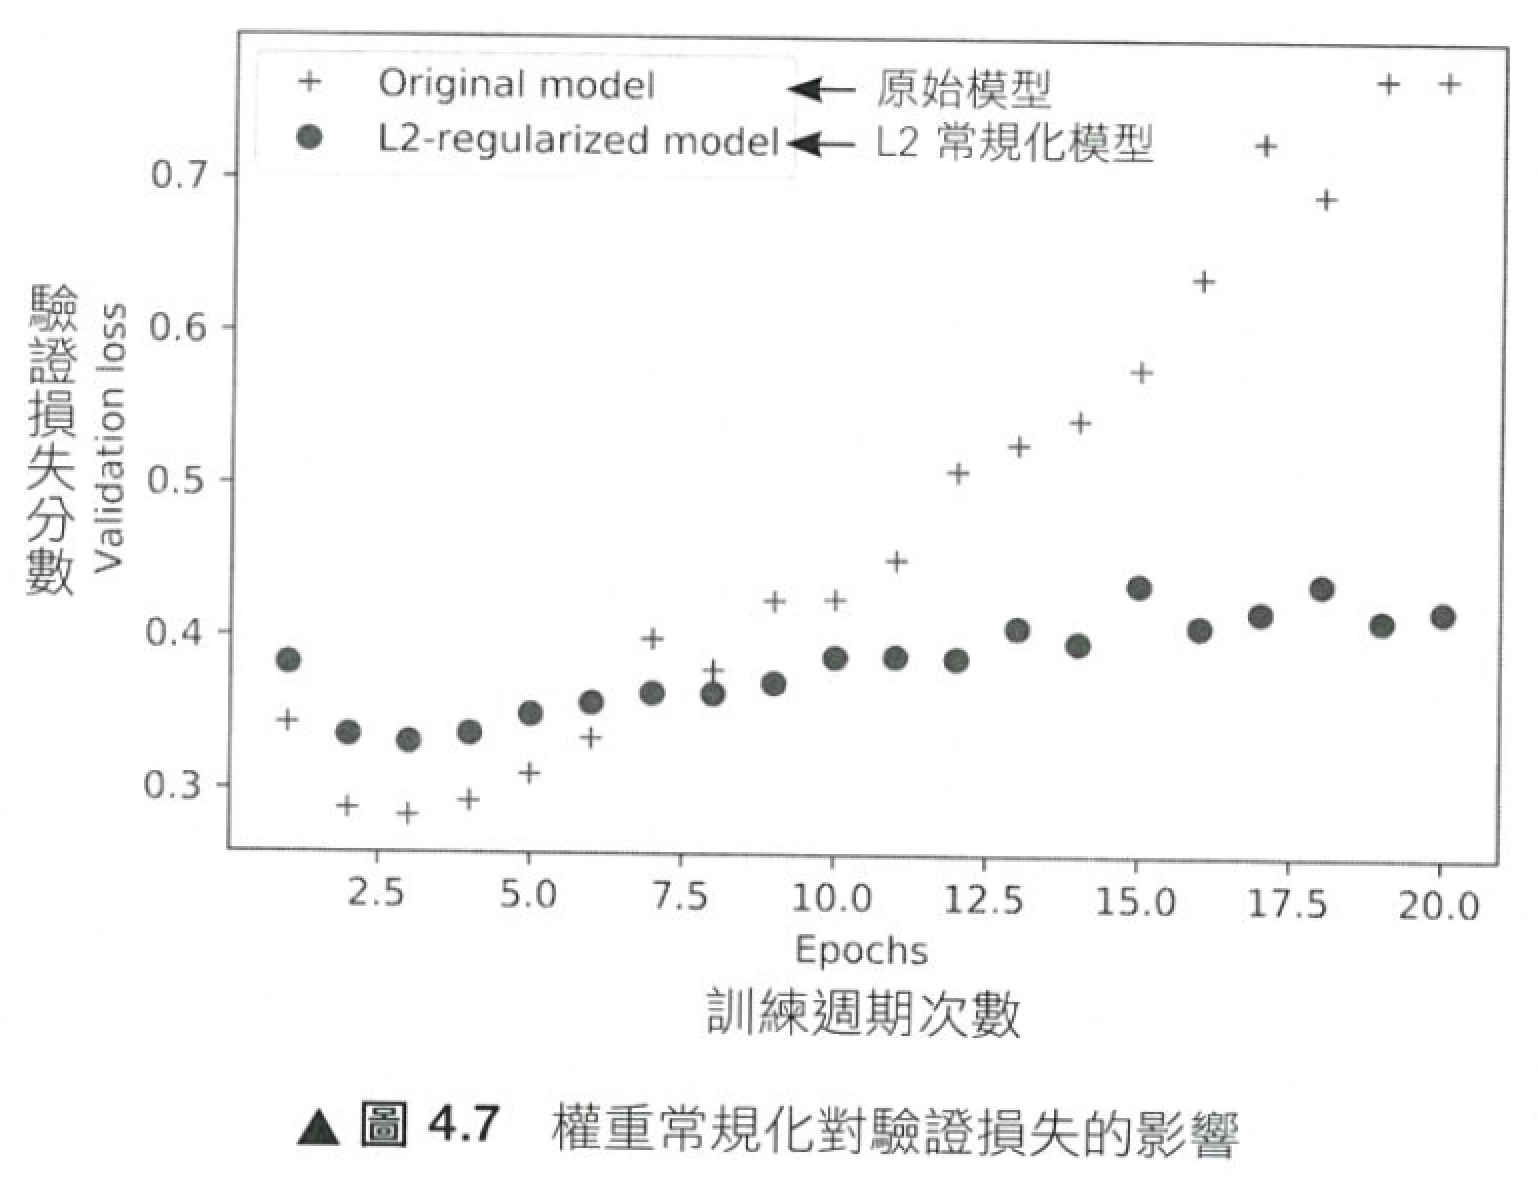 Original model ← 原始模型
L2-regularized model ← L2 常規化模型
0.7
0.6
0.5
0.4
0.3
驗證損失分數
Validation loss
2.5 5.0 7.5 10.0 12.5 15.0 17.5 20.0
Epochs
訓練週期次數
▲ 圖 4.7 權重常規化對驗證損失的影響